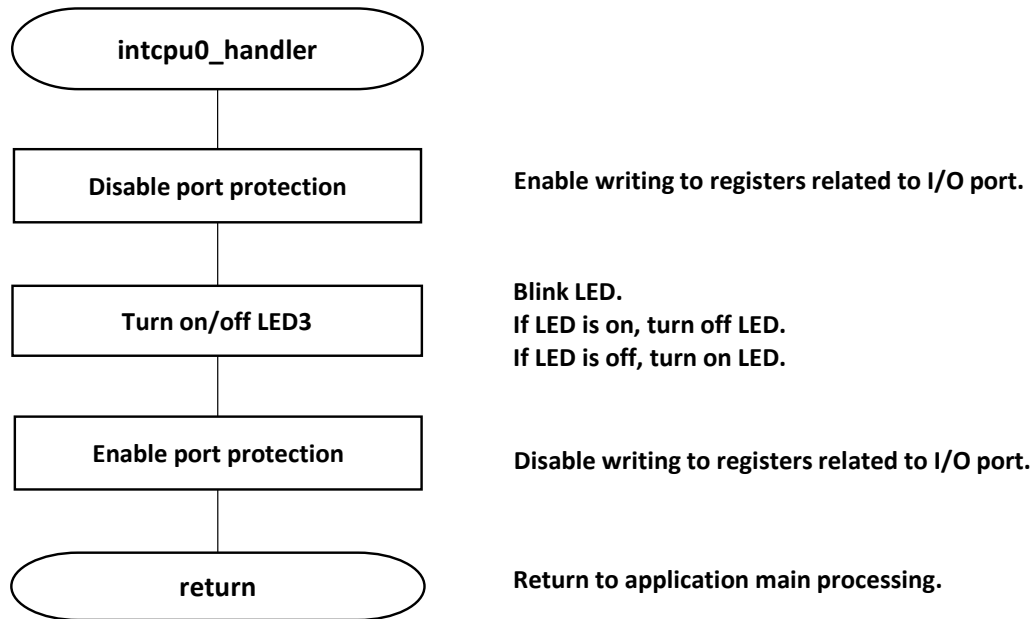 intcpu0_handler
Disable port protection
Enable writing to registers related to I/O port.
Turn on/off LED3
Blink LED.
If LED is on, turn off LED.
If LED is off, turn on LED.
Enable port protection
Disable writing to registers related to I/O port.
return
Return to application main processing.